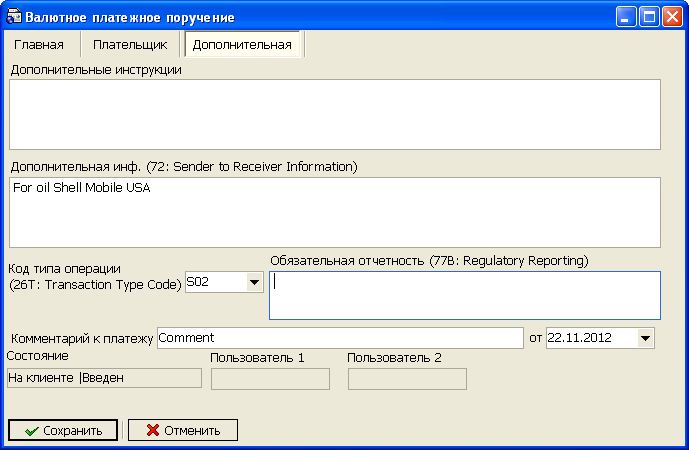 Валютное платежное поручение
Главная Плательщик Дополнительная
Дополнительные инструкции
Дополнительная инф. (72: Sender to Receiver Information)
For oil Shell Mobile USA
Обязательная отчетность (77B: Regulatory Reporting)
Код типа операции
(26T: Transaction Type Code) S02
Комментарий к платежу Comment от 22.11.2012
Состояние Пользователь 1 Пользователь 2
На клиенте |Введен
Сохранить Отменить